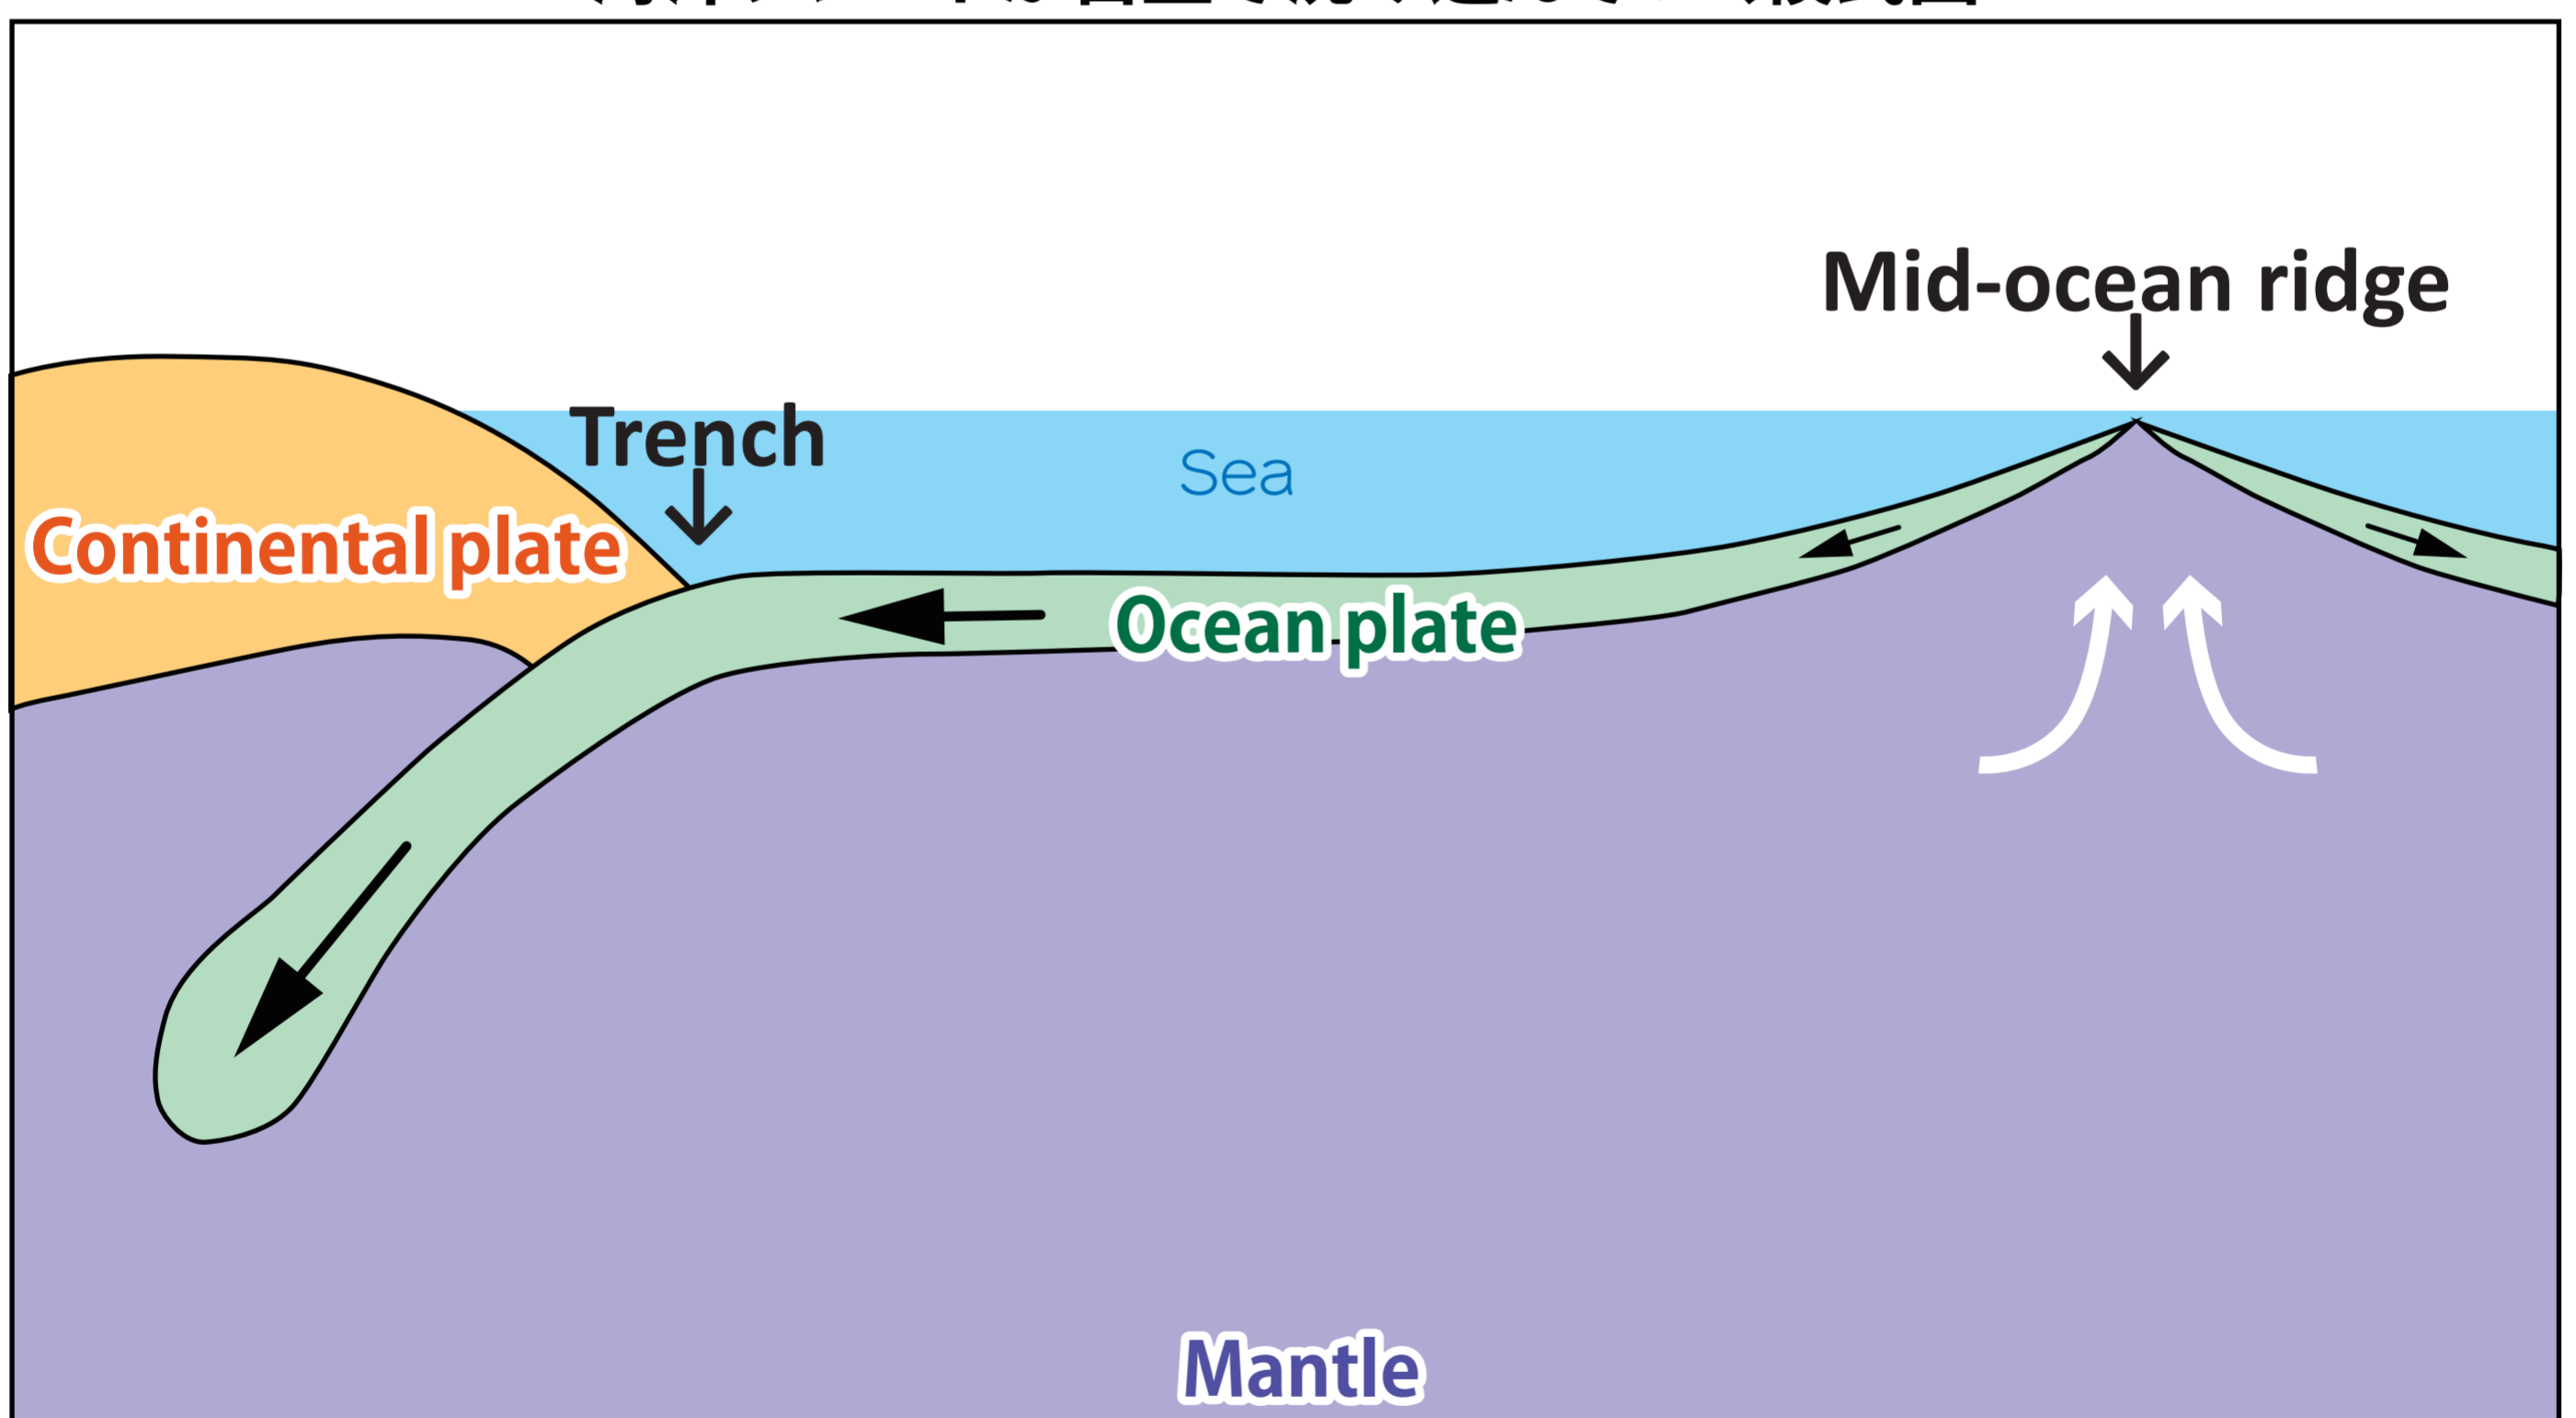 Mid-ocean ridge
Trench
Sea
Continental plate
Ocean plate
Mantle